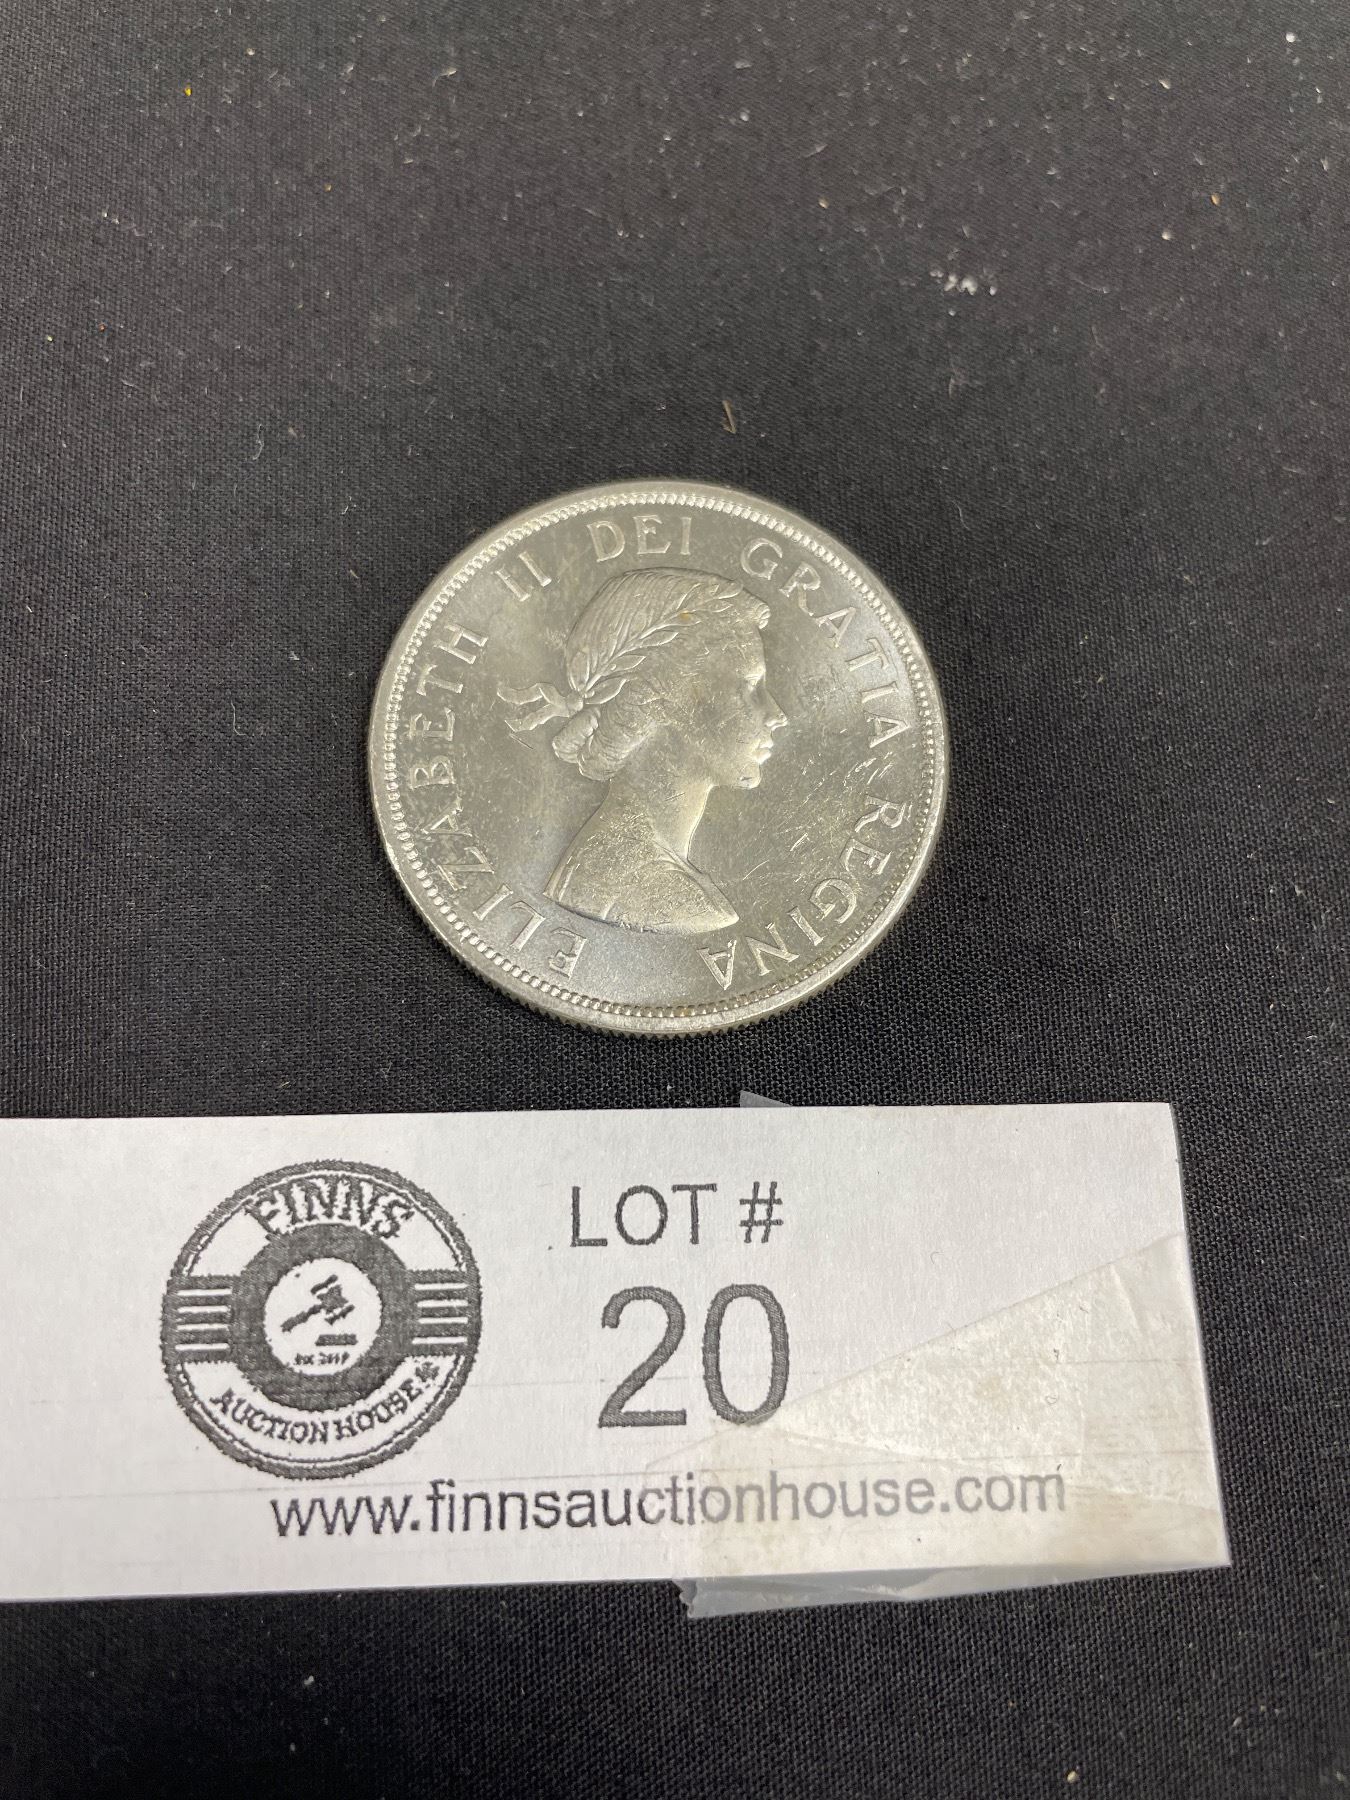 ELIZABETH II DEI GRATIA REGINA
FINNS
AUCTION HOUSE
LOT #
20
www.finnsauctionhouse.com